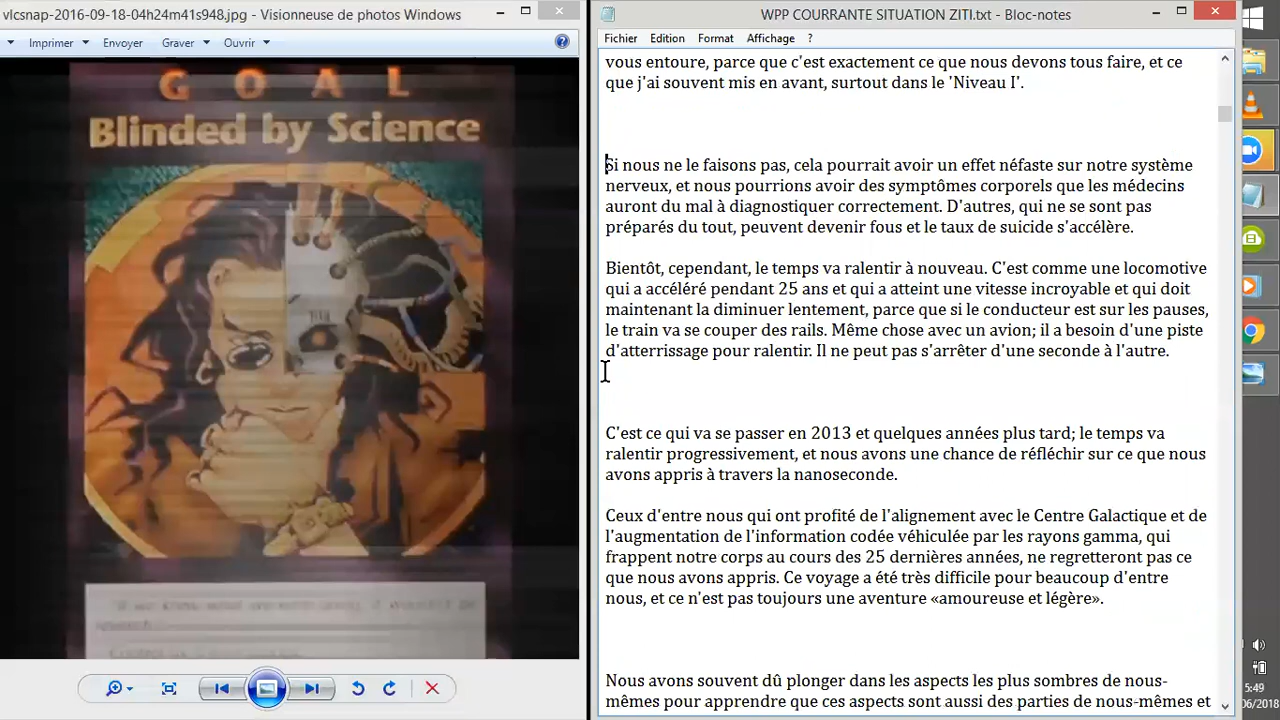 vlcsnap-2016-09-18-04h24m41s948.jpg - Visionneuse de photos Windows
Imprimer Envoyer Graver Ouvrir
GOAL
Blinded by Science
WPP COURRANTE SITUATION ZITI.txt - Bloc-notes
Fichier Edition Format Affichage ?
vous entoure, parce que c'est exactement ce que nous devons tous faire, et ce
que j'ai souvent mis en avant, surtout dans le 'Niveau I'.
Si nous ne le faisons pas, cela pourrait avoir un effet néfaste sur notre système
nerveux, et nous pourrions avoir des symptômes corporels que les médecins
auront du mal à diagnostiquer correctement. D'autres, qui ne se sont pas
préparés du tout, peuvent devenir fous et le taux de suicide s'accélère.
Bientôt, cependant, le temps va ralentir à nouveau. C'est comme une locomotive
qui a accéléré pendant 25 ans et qui a atteint une vitesse incroyable et qui doit
maintenant la diminuer lentement, parce que si le conducteur est sur les pauses,
le train va se couper des rails. Même chose avec un avion; il a besoin d'une piste
d'atterrissage pour ralentir. Il ne peut pas s'arrêter d'une seconde à l'autre.
C'est ce qui va se passer en 2013 et quelques années plus tard; le temps va
ralentir progressivement, et nous avons une chance de réfléchir sur ce que nous
avons appris à travers la nanoseconde.
Ceux d'entre nous qui ont profité de l'alignement avec le Centre Galactique et de
l'augmentation de l'information codée véhiculée par les rayons gamma, qui
frappent notre corps au cours des 25 dernières années, ne regretteront pas ce
que nous avons appris. Ce voyage a été très difficile pour beaucoup d'entre
nous, et ce n'est pas toujours une aventure «amoureuse et légère».
Nous avons souvent dû plonger dans les aspects les plus sombres de nous-
mêmes pour apprendre que ces aspects sont aussi des parties de nous-mêmes et
5:49
06/2018